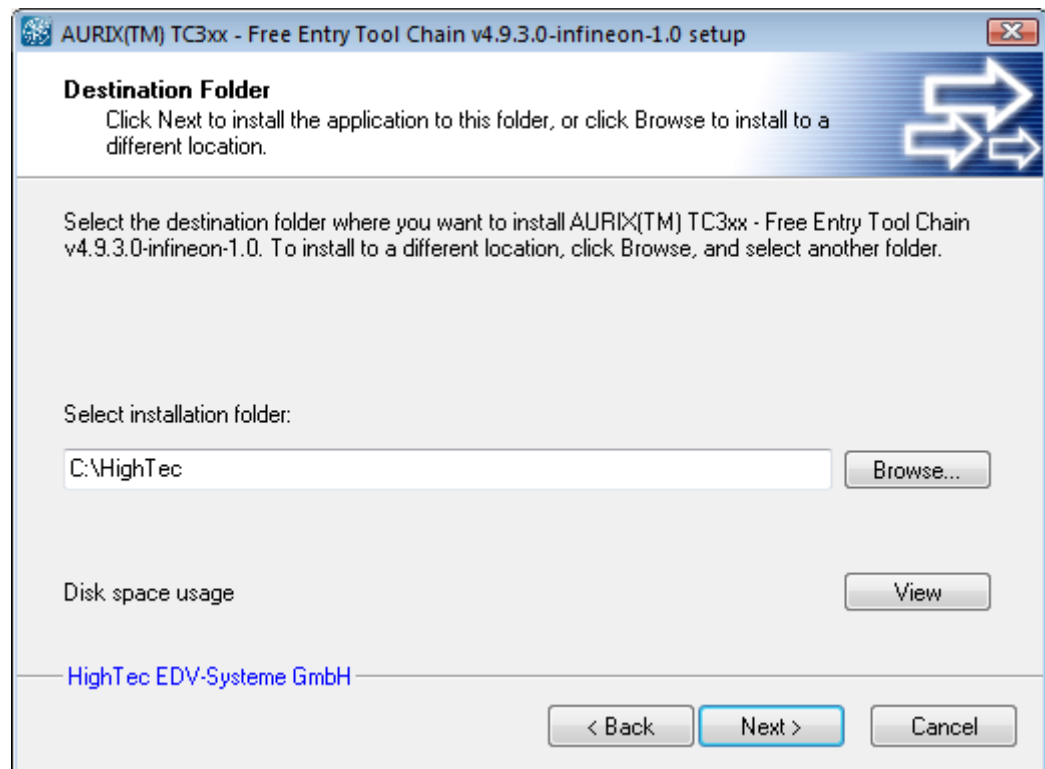 AURIX(TM) TC3xx - Free Entry Tool Chain v4.9.3.0-infineon-1.0 setup
Destination Folder
Click Next to install the application to this folder, or click Browse to install to a
different location.
Select the destination folder where you want to install AURIX(TM) TC3xx - Free Entry Tool Chain
v4.9.3.0-infineon-1.0. To install to a different location, click Browse, and select another folder.
Select installation folder:
C:\HighTec
Browse...
Disk space usage
View
HighTec EDV-Systeme GmbH
< Back
Next >
Cancel